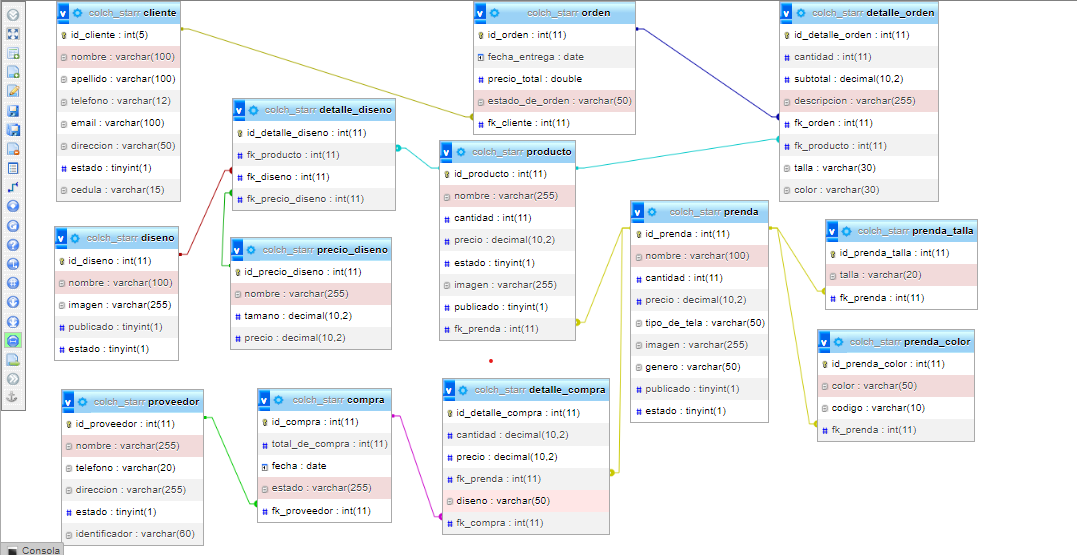 colch_starr cliente
id_cliente : int(5)
nombre : varchar(100)
apellido : varchar(100)
telefono : varchar(12)
email : varchar(100)
direccion : varchar(50)
estado : tinyint(1)
cedula : varchar(15)
colch_starr orden
id_orden : int(11)
fecha_entrega : date
precio_total : double
estado_de_orden : varchar(50)
fk_cliente : int(11)
colch_starr detalle_orden
id_detalle_orden : int(11)
cantidad : int(11)
subtotal : decimal(10,2)
descripcion : varchar(255)
fk_orden : int(11)
fk_producto : int(11)
talla : varchar(30)
color : varchar(30)
colch_starr detalle_diseno
id_detalle_diseno : int(11)
fk_producto : int(11)
fk_diseno : int(11)
fk_precio_diseno : int(11)
colch_starr producto
id_producto : int(11)
nombre : varchar(255)
cantidad : int(11)
precio : decimal(10,2)
estado : tinyint(1)
imagen : varchar(255)
publicado : tinyint(1)
fk_prenda : int(11)
colch_starr diseno
id_diseno : int(11)
nombre : varchar(100)
imagen : varchar(255)
publicado : tinyint(1)
estado : tinyint(1)
colch_starr precio_diseno
id_precio_diseno : int(11)
nombre : varchar(255)
tamano : decimal(10,2)
precio : decimal(10,2)
colch_starr prenda
id_prenda : int(11)
nombre : varchar(100)
cantidad : int(11)
precio : decimal(10,2)
tipo_de_tela : varchar(50)
imagen : varchar(255)
genero : varchar(50)
publicado : tinyint(1)
estado : tinyint(1)
colch_starr prenda_talla
id_prenda_talla : int(11)
talla : varchar(20)
fk_prenda : int(11)
colch_starr prenda_color
id_prenda_color : int(11)
color : varchar(50)
codigo : varchar(10)
fk_prenda : int(11)
colch_starr proveedor
id_proveedor : int(11)
nombre : varchar(255)
telefono : varchar(20)
direccion : varchar(255)
estado : tinyint(1)
identificador : varchar(60)
colch_starr compra
id_compra : int(11)
total_de_compra : int(11)
fecha : date
estado : varchar(255)
fk_proveedor : int(11)
colch_starr detalle_compra
id_detalle_compra : int(11)
cantidad : decimal(10,2)
precio : decimal(10,2)
fk_prenda : int(11)
diseno : varchar(50)
fk_compra : int(11)
Consola